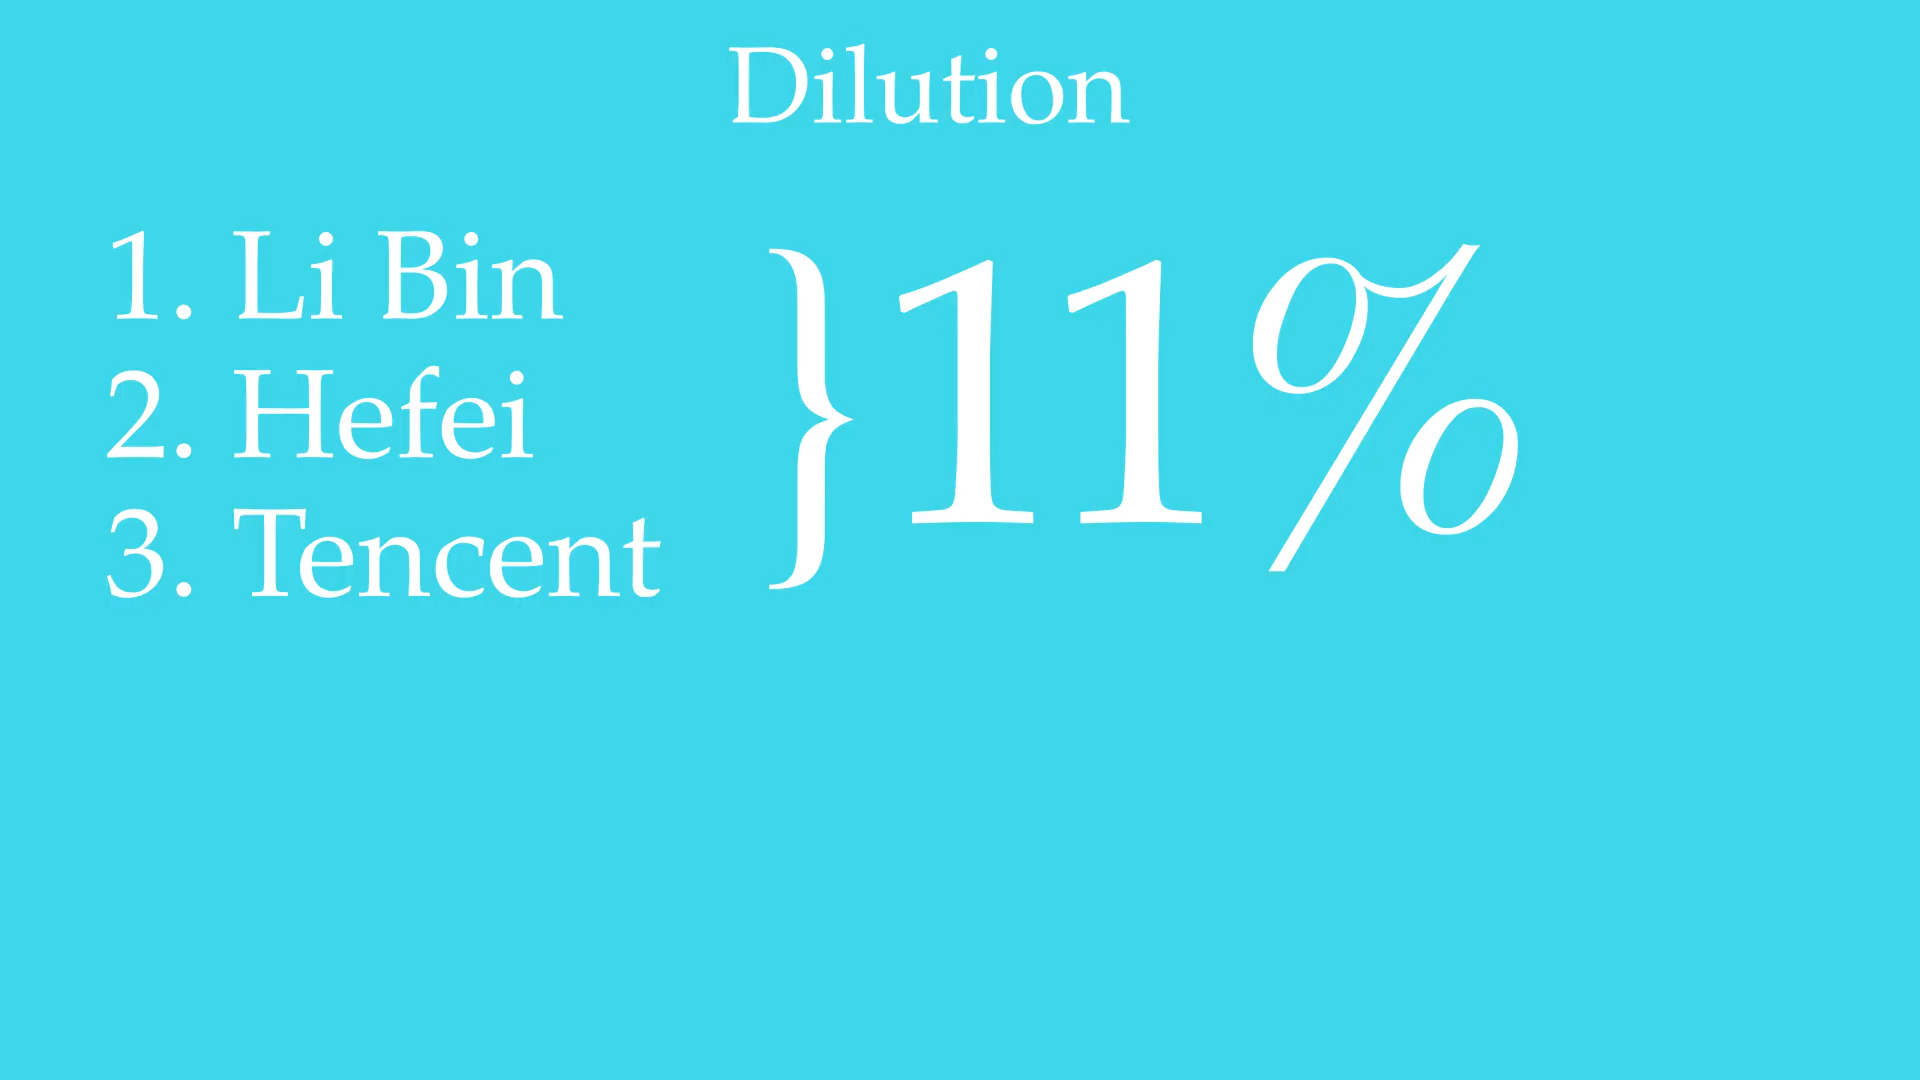 Dilution
1. Li Bin
2. Hefei
3. Tencent
} 11%